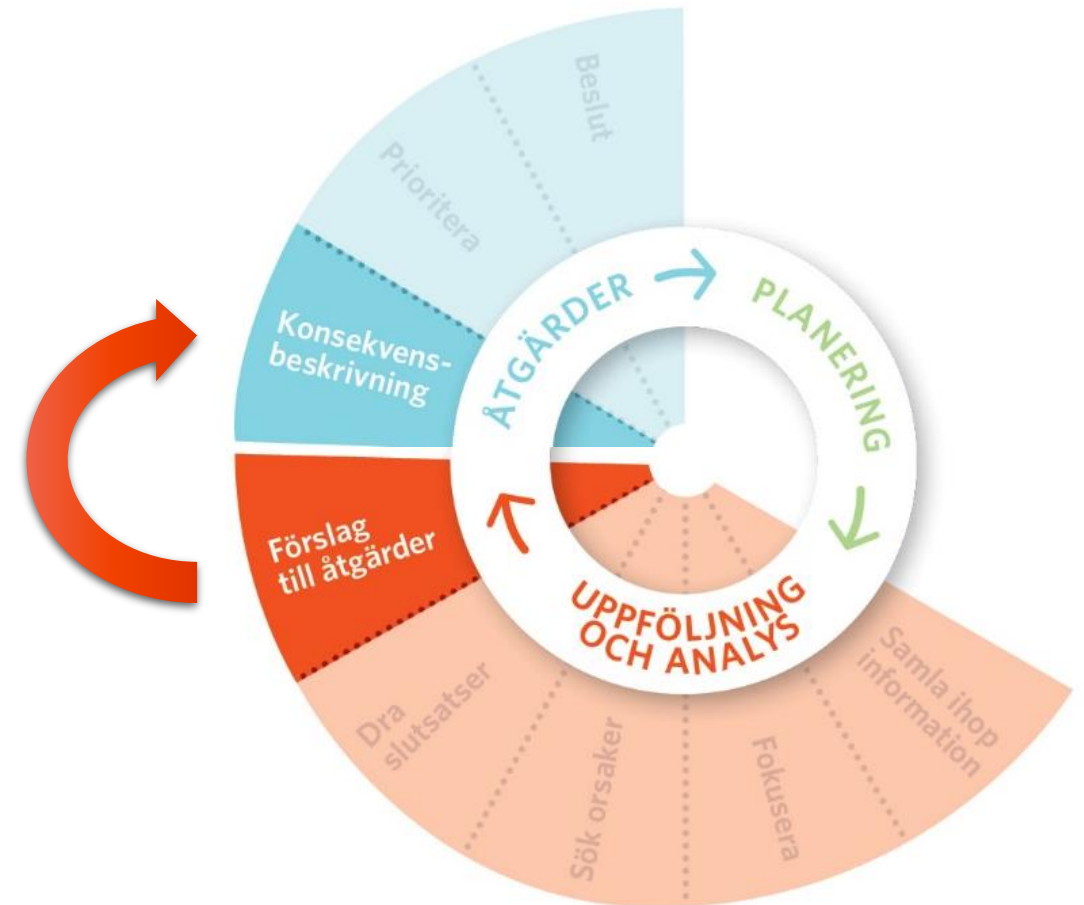 Beslut
Prioritera
Konsekvens-
beskrivning
Förslag
till åtgärder
Dra
slutsatser
Sök orsaker
Fokusera
Samla ihop
information
ÅTGÄRDER
PLANERING
UPPFÖLJNING
OCH ANALYS